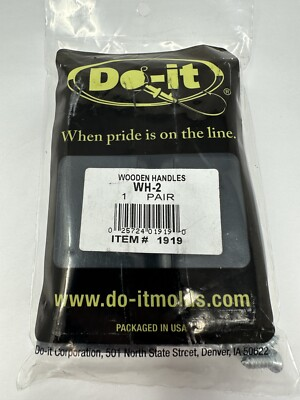 Do-it
®
When pride is on the line.
WOODEN HANDLES
WH-2
1 PAIR
0 25724 01919 0
ITEM # 1919
www.do-itmolds.com
PACKAGED IN USA
Do-it Corporation, 501 North State Street, Denver, IA 50622